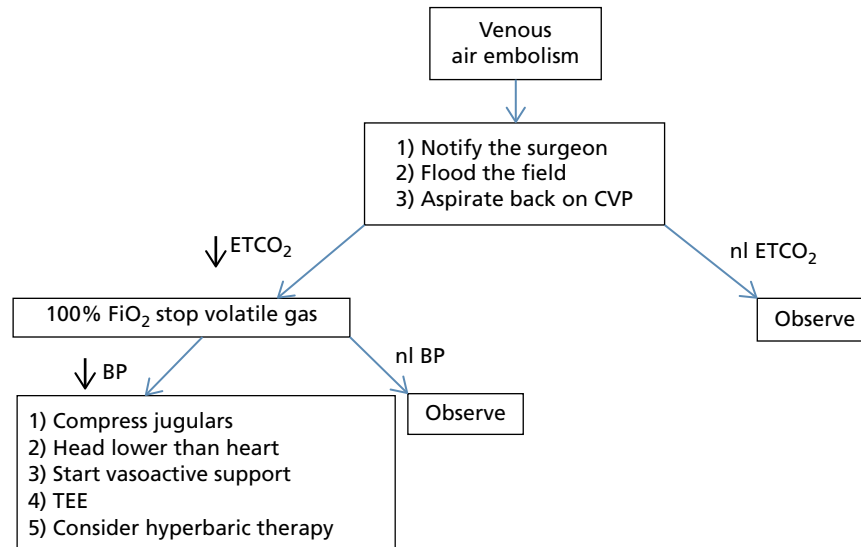 Venous
air embolism
1) Notify the surgeon
2) Flood the field
3) Aspirate back on CVP
↓ ETCO₂
nl ETCO₂
100% FiO₂ stop volatile gas
Observe
↓ BP
nl BP
1) Compress jugulars
2) Head lower than heart
3) Start vasoactive support
4) TEE
5) Consider hyperbaric therapy
Observe